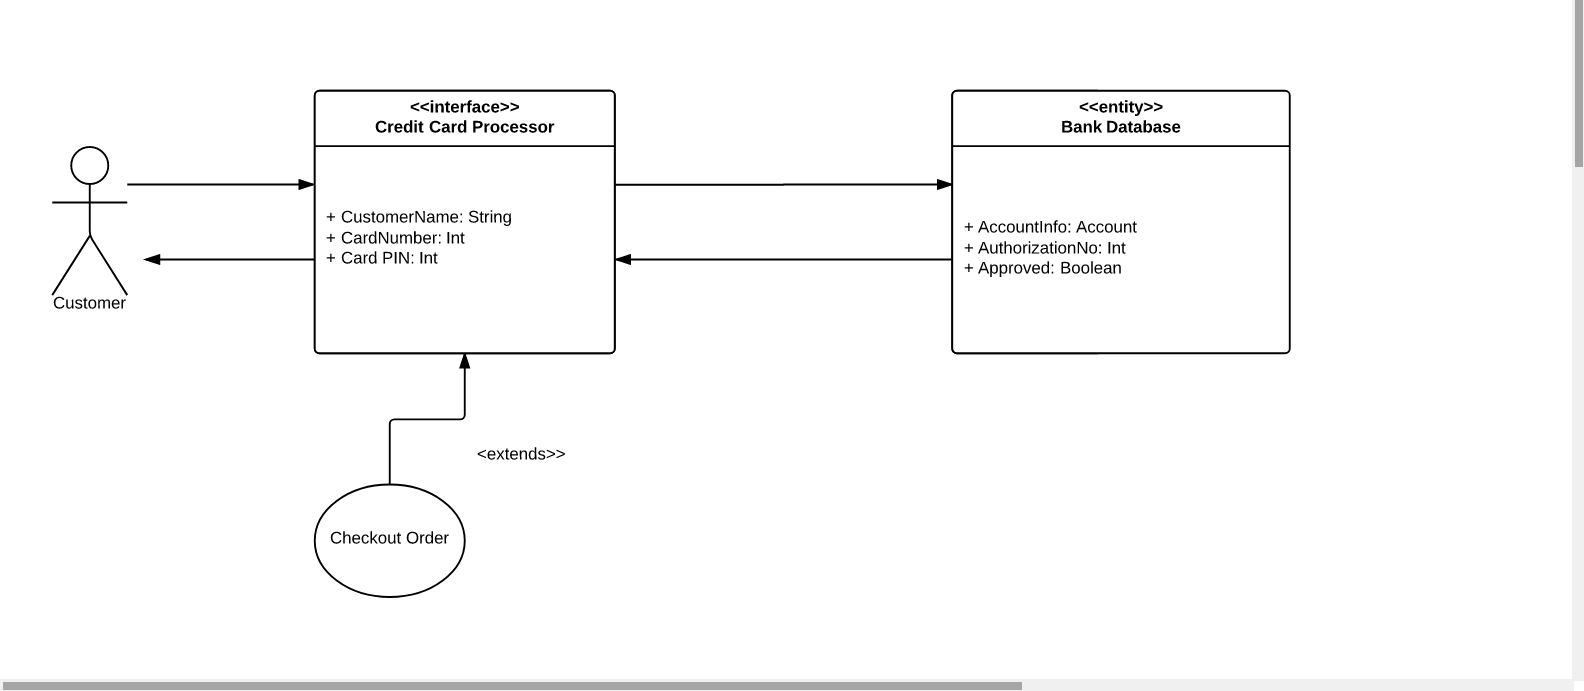 <<interface>>
Credit Card Processor
+ CustomerName: String
+ CardNumber: Int
+ Card PIN: Int
<<entity>>
Bank Database
+ AccountInfo: Account
+ AuthorizationNo: Int
+ Approved: Boolean
Customer
<extends>>
Checkout Order